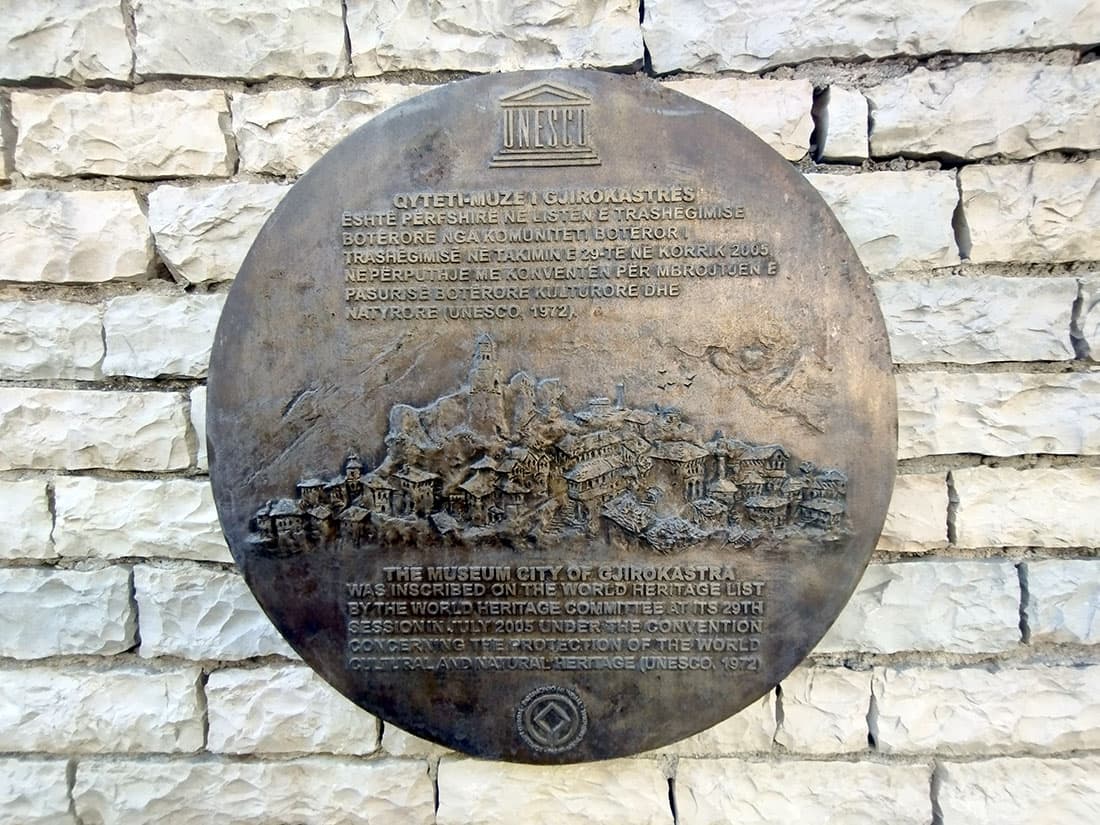 UNESCO
QYTETI-MUZE I GJIROKASTRËS
ËSHTË PËRFSHIRË NË LISTËN E TRASHËGIMISË
BOTËRORE NGA KOMUNITETI BOTËROR I
TRASHËGIMISË NË TAKIMIN E 29-TË NË KORRIK 2005
NË PËRPUTHJE ME KONVENTËN PËR MBROJTJEN E
PASURISË BOTËRORE KULTURORE DHE
NATYRORE (UNESCO, 1972).
THE MUSEUM CITY OF GJIROKASTRA
WAS INSCRIBED ON THE WORLD HERITAGE LIST
BY THE WORLD HERITAGE COMMITTEE AT ITS 29TH
SESSION IN JULY 2005 UNDER THE CONVENTION
CONCERNING THE PROTECTION OF THE WORLD
CULTURAL AND NATURAL HERITAGE (UNESCO, 1972)